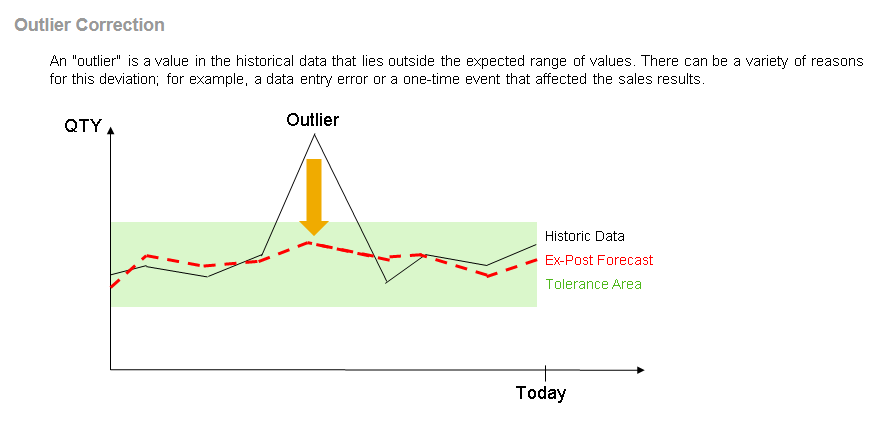 Outlier Correction
An "outlier" is a value in the historical data that lies outside the expected range of values. There can be a variety of reasons
for this deviation; for example, a data entry error or a one-time event that affected the sales results.
Outlier
QTY
Historic Data
Ex-Post Forecast
Tolerance Area
Today